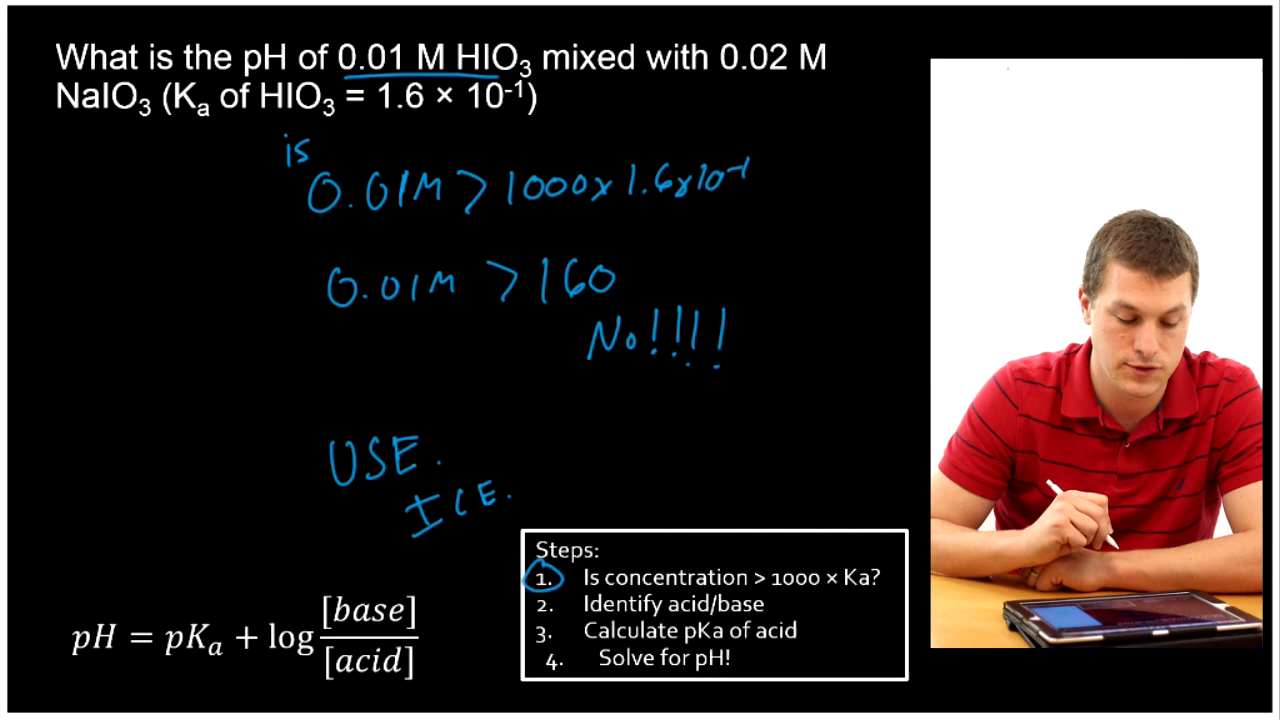 What is the pH of 0.01 M HIO₃ mixed with 0.02 M
NaIO₃ (Kₐ of HIO₃ = 1.6 × 10⁻¹)
is
0.01M > 1000 x 1.6 x 10⁻¹
0.01M > 160
No!!!!
USE.
ICE.
Steps:
1. Is concentration > 1000 × Ka?
2. Identify acid/base
3. Calculate pKa of acid
4. Solve for pH!
pH = pKₐ + log [base]/[acid]